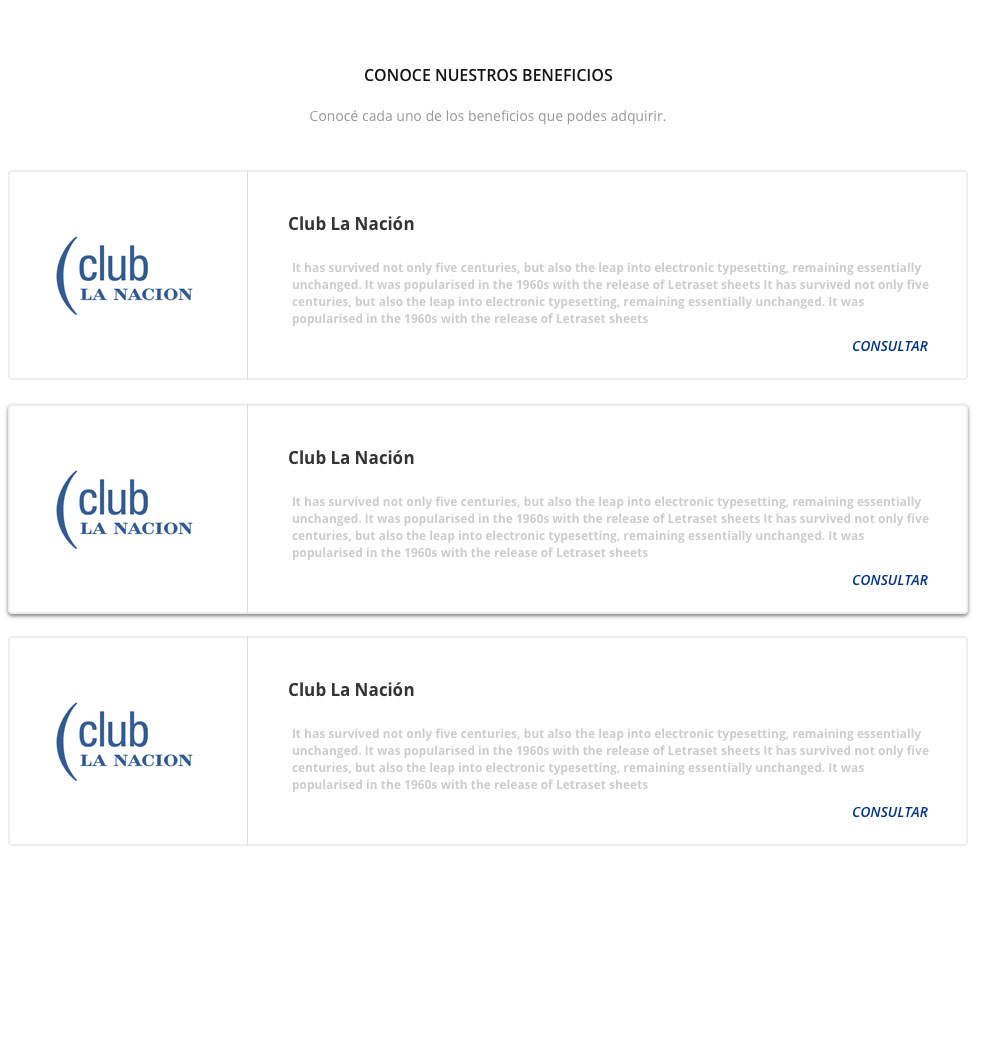 CONOCE NUESTROS BENEFICIOS
Conocé cada uno de los beneficios que podes adquirir.
club
LA NACION
Club La Nación
It has survived not only five centuries, but also the leap into electronic typesetting, remaining essentially
unchanged. It was popularised in the 1960s with the release of Letraset sheets It has survived not only five
centuries, but also the leap into electronic typesetting, remaining essentially unchanged. It was
popularised in the 1960s with the release of Letraset sheets
CONSULTAR
club
LA NACION
Club La Nación
It has survived not only five centuries, but also the leap into electronic typesetting, remaining essentially
unchanged. It was popularised in the 1960s with the release of Letraset sheets It has survived not only five
centuries, but also the leap into electronic typesetting, remaining essentially unchanged. It was
popularised in the 1960s with the release of Letraset sheets
CONSULTAR
club
LA NACION
Club La Nación
It has survived not only five centuries, but also the leap into electronic typesetting, remaining essentially
unchanged. It was popularised in the 1960s with the release of Letraset sheets It has survived not only five
centuries, but also the leap into electronic typesetting, remaining essentially unchanged. It was
popularised in the 1960s with the release of Letraset sheets
CONSULTAR